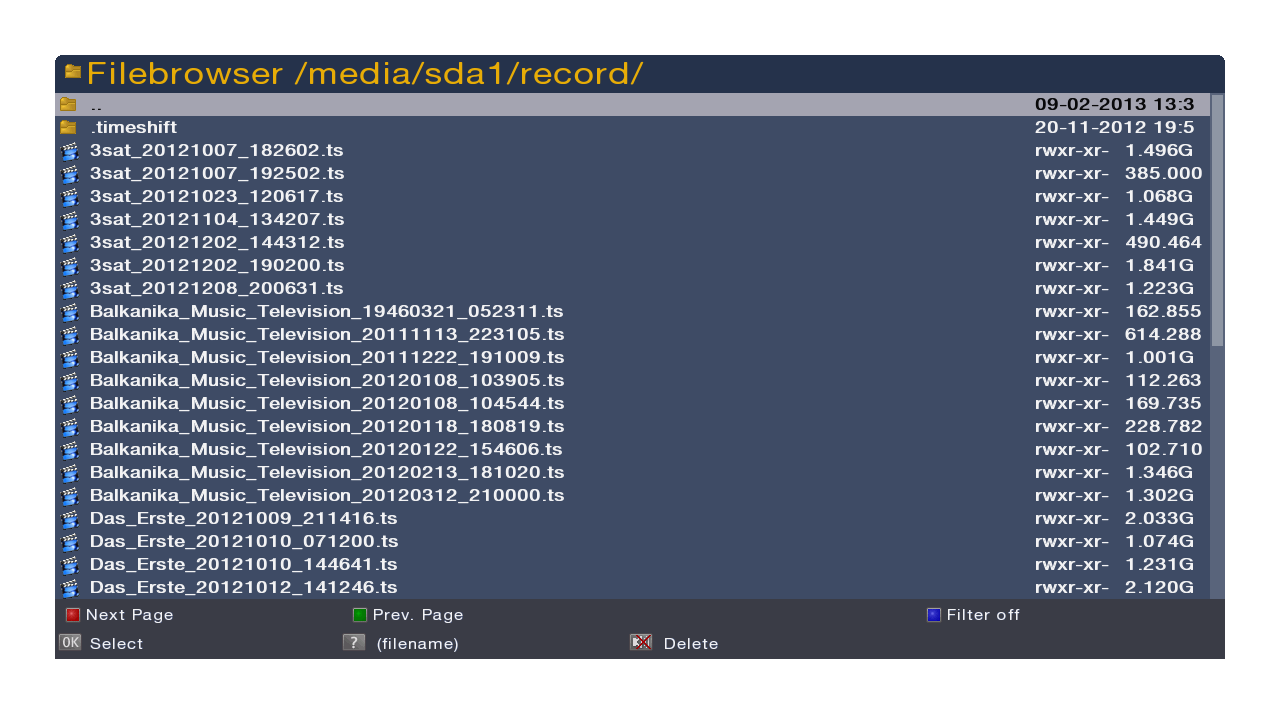 Filebrowser /media/sda1/record/
.. 09-02-2013 13:3
.timeshift 20-11-2012 19:5
3sat_20121007_182602.ts rwxr-xr- 1.496G
3sat_20121007_192502.ts rwxr-xr- 385.000
3sat_20121023_120617.ts rwxr-xr- 1.068G
3sat_20121104_134207.ts rwxr-xr- 1.449G
3sat_20121202_144312.ts rwxr-xr- 490.464
3sat_20121202_190200.ts rwxr-xr- 1.841G
3sat_20121208_200631.ts rwxr-xr- 1.223G
Balkanika_Music_Television_19460321_052311.ts rwxr-xr- 162.855
Balkanika_Music_Television_20111113_223105.ts rwxr-xr- 614.288
Balkanika_Music_Television_20111222_191009.ts rwxr-xr- 1.001G
Balkanika_Music_Television_20120108_103905.ts rwxr-xr- 112.263
Balkanika_Music_Television_20120108_104544.ts rwxr-xr- 169.735
Balkanika_Music_Television_20120118_180819.ts rwxr-xr- 228.782
Balkanika_Music_Television_20120122_154606.ts rwxr-xr- 102.710
Balkanika_Music_Television_20120213_181020.ts rwxr-xr- 1.346G
Balkanika_Music_Television_20120312_210000.ts rwxr-xr- 1.302G
Das_Erste_20121009_211416.ts rwxr-xr- 2.033G
Das_Erste_20121010_071200.ts rwxr-xr- 1.074G
Das_Erste_20121010_144641.ts rwxr-xr- 1.231G
Das_Erste_20121012_141246.ts rwxr-xr- 2.120G
Next Page Prev. Page Filter off
OK Select ? (filename) Delete